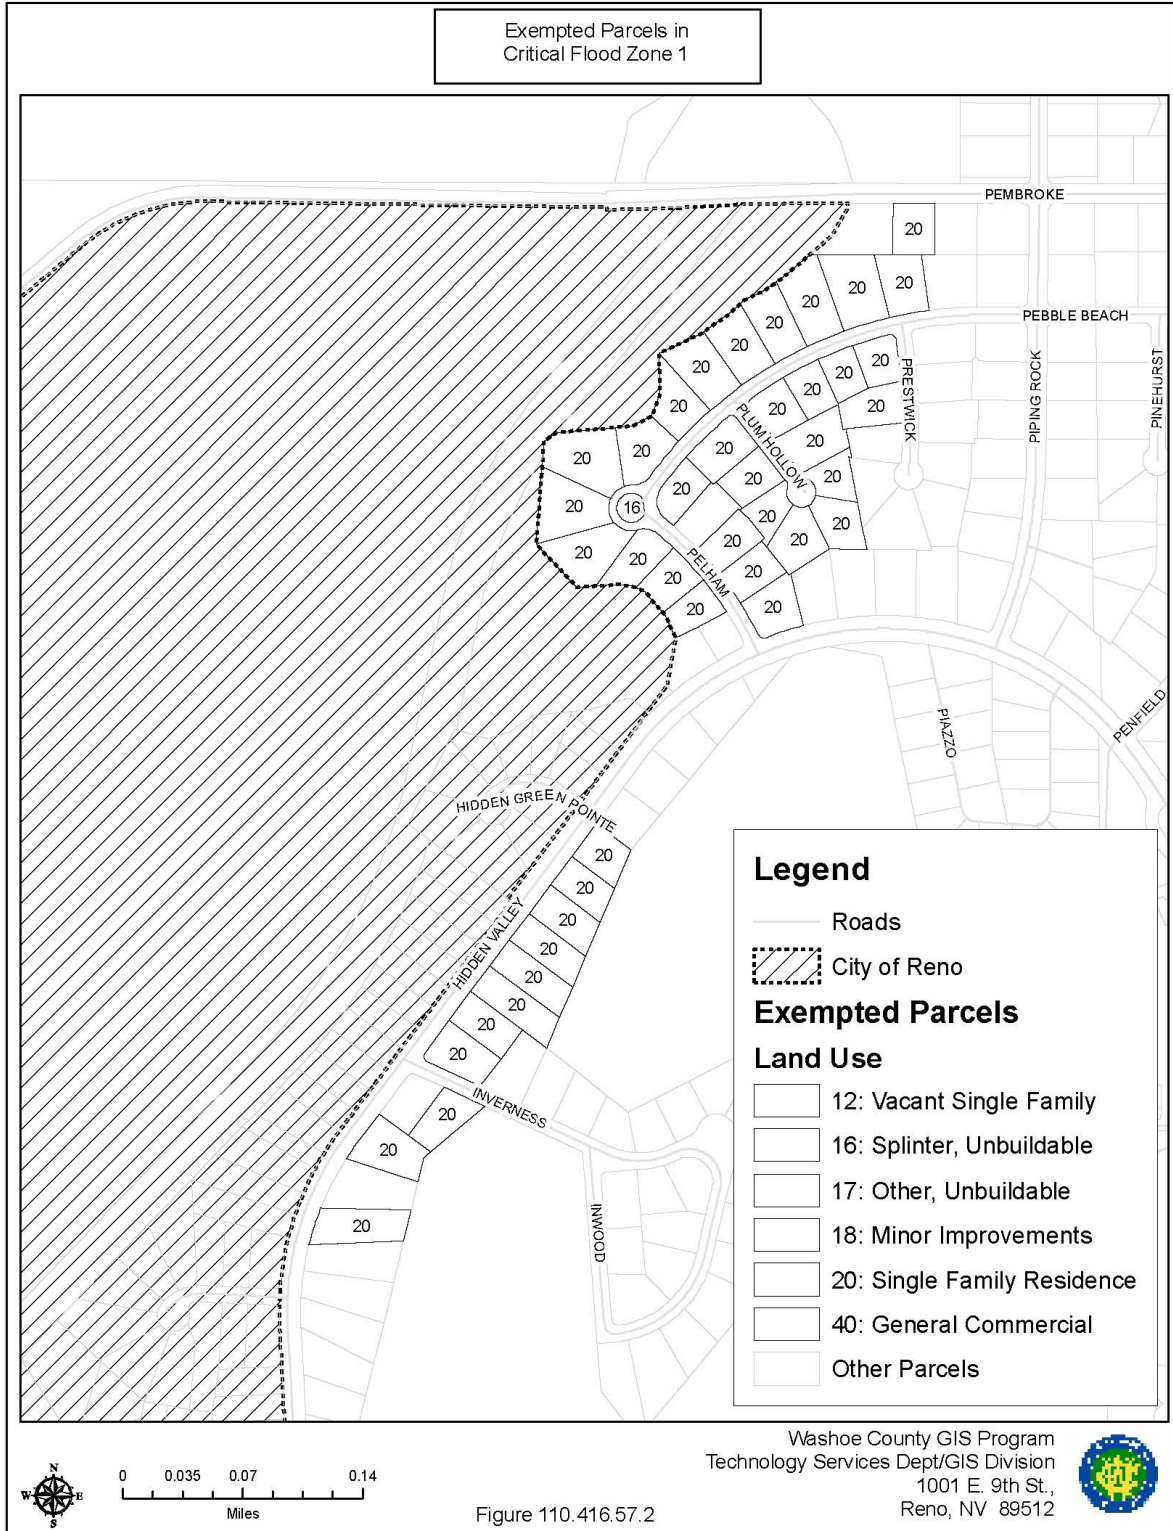 Exempted Parcels in
Critical Flood Zone 1
PEMBROKE
20
20
20
20
20
PEBBLE BEACH
20
20
20
20
20
20
20
PRESTWICK
PIPING ROCK
PINEHURST
20
20
20
20
PLUM HOLLOW
20
20
20
20
20
20
20
20
16
20
20
20
20
20
20
20
PELHAM
20
20
20
20
PENFIELD
PIAZZO
HIDDEN GREEN POINTE
20
20
20
20
HIDDEN VALLEY
20
20
20
20
INVERNESS
20
20
INWOOD
20
Legend
Roads
City of Reno
Exempted Parcels
Land Use
12: Vacant Single Family
16: Splinter, Unbuildable
17: Other, Unbuildable
18: Minor Improvements
20: Single Family Residence
40: General Commercial
Other Parcels
N
W E
S
0 0.035 0.07 0.14
Miles
Figure 110.416.57.2
Washoe County GIS Program
Technology Services Dept/GIS Division
1001 E. 9th St.,
Reno, NV 89512